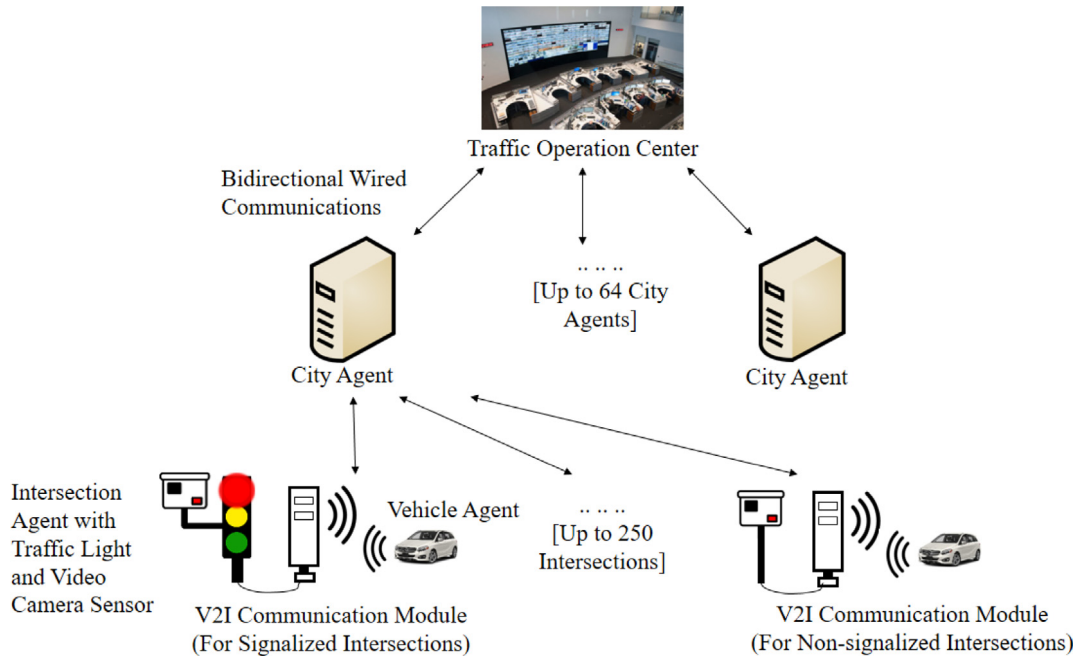 Traffic Operation Center
Bidirectional Wired
Communications
.. .. ..
[Up to 64 City
Agents]
City Agent
City Agent
Intersection
Agent with
Traffic Light
and Video
Camera Sensor
Vehicle Agent
.. .. ..
[Up to 250
Intersections]
V2I Communication Module
(For Signalized Intersections)
V2I Communication Module
(For Non-signalized Intersections)